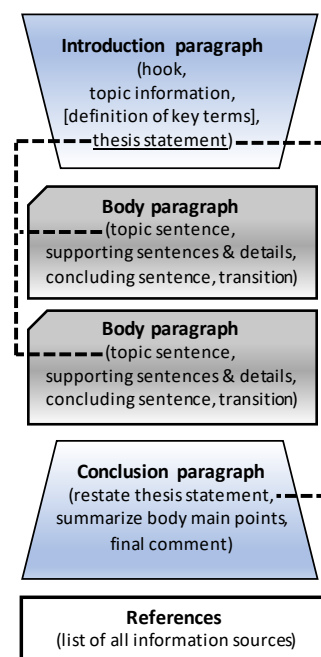 Introduction paragraph
(hook,
topic information,
[definition of key terms],
thesis statement)
Body paragraph
(topic sentence,
supporting sentences & details,
concluding sentence, transition)
Body paragraph
(topic sentence,
supporting sentences & details,
concluding sentence, transition)
Conclusion paragraph
(restate thesis statement,
summarize body main points,
final comment)
References
(list of all information sources)